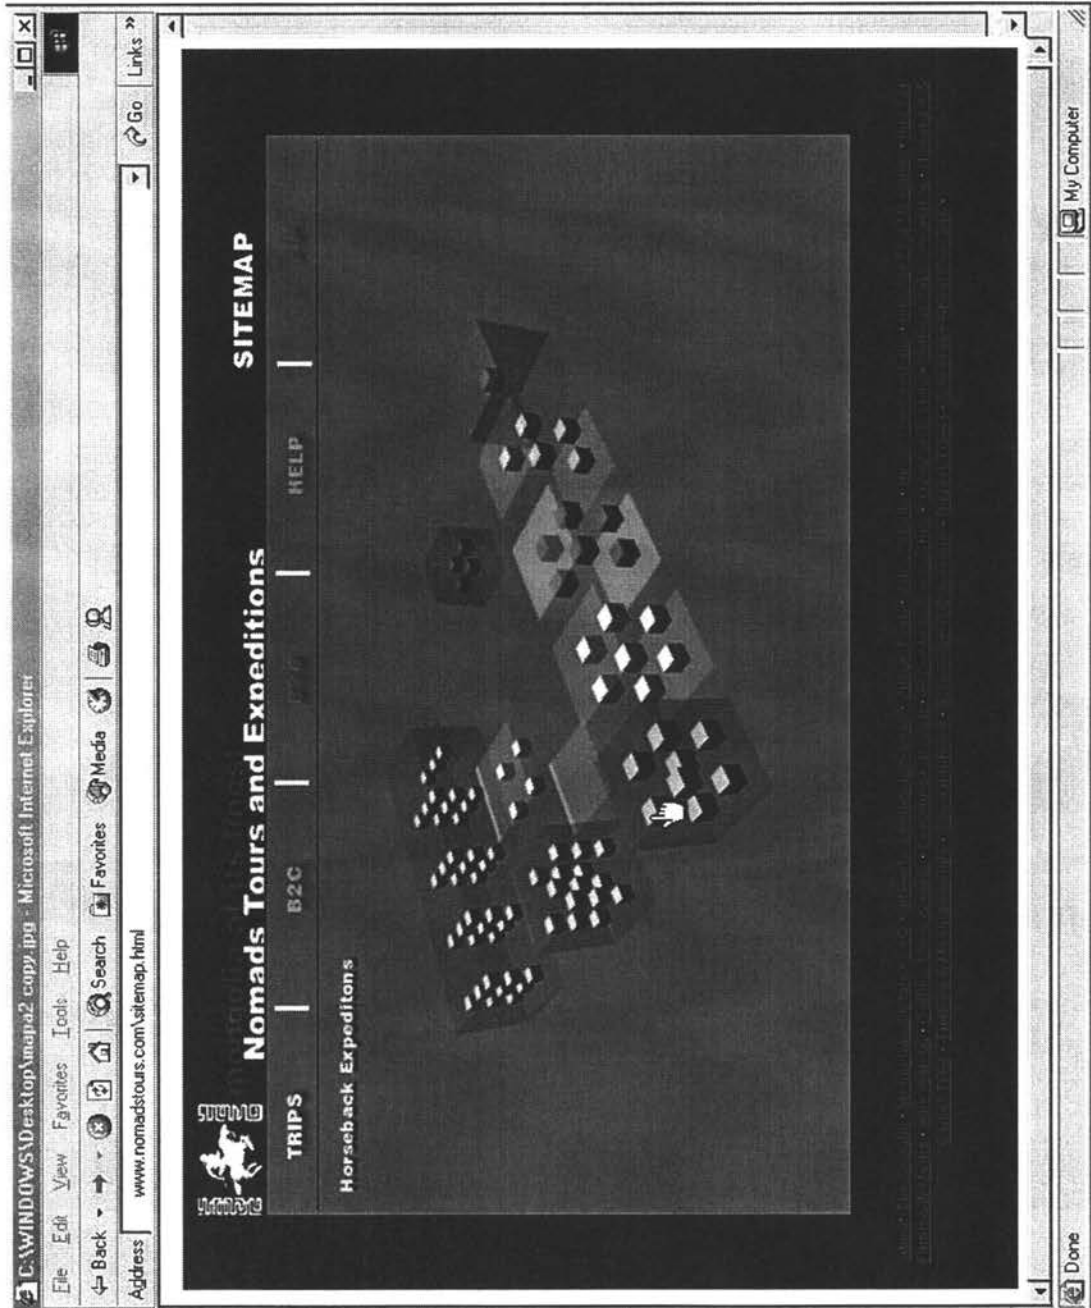 C:\WINDOWS\Desktop\mapa2 copy.jpg - Microsoft Internet Explorer
File Edit View Favorites Tools Help
Back Search Favorites Media
Address www.nomadstours.com\sitemap.html Go Links »
Nomads Tours and Expeditions SITEMAP
TRIPS B2C HELP
Horseback Expeditons
Done My Computer